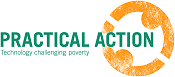 PRACTICAL ACTION
Technology challenging poverty